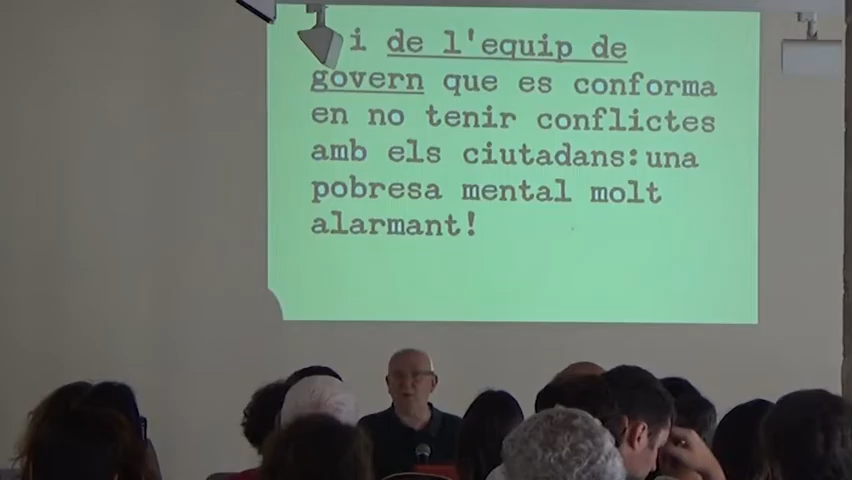 i de l'equip de
govern que es conforma
en no tenir conflictes
amb els ciutadans:una
pobresa mental molt
alarmant!